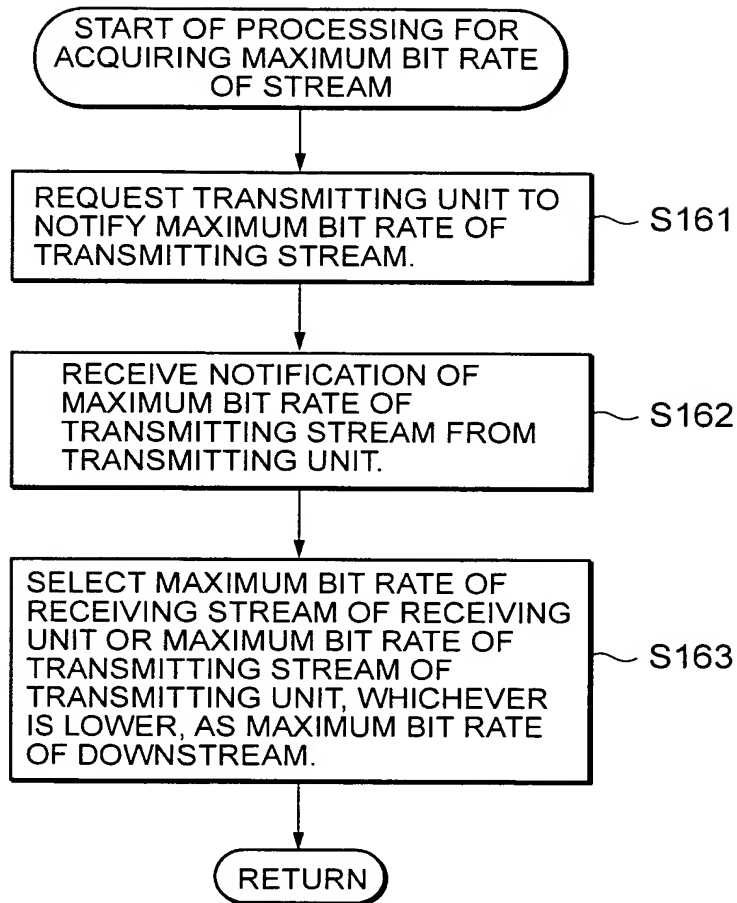 START OF PROCESSING FOR
ACQUIRING MAXIMUM BIT RATE
OF STREAM
REQUEST TRANSMITTING UNIT TO
NOTIFY MAXIMUM BIT RATE OF
TRANSMITTING STREAM.
S161
RECEIVE NOTIFICATION OF
MAXIMUM BIT RATE OF
TRANSMITTING STREAM FROM
TRANSMITTING UNIT.
S162
SELECT MAXIMUM BIT RATE OF
RECEIVING STREAM OF RECEIVING
UNIT OR MAXIMUM BIT RATE OF
TRANSMITTING STREAM OF
TRANSMITTING UNIT, WHICHEVER
IS LOWER, AS MAXIMUM BIT RATE
OF DOWNSTREAM.
S163
RETURN